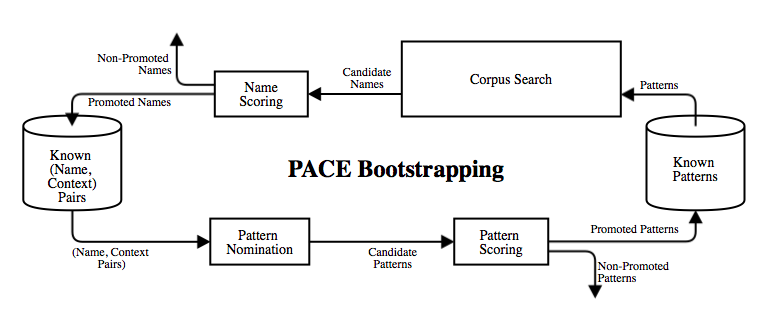 Non-Promoted
Names
Promoted Names
Name
Scoring
Candidate
Names
Corpus Search
Patterns
Known
(Name,
Context)
Pairs
PACE Bootstrapping
Known
Patterns
(Name, Context
Pairs)
Pattern
Nomination
Candidate
Patterns
Pattern
Scoring
Promoted Patterns
Non-Promoted
Patterns